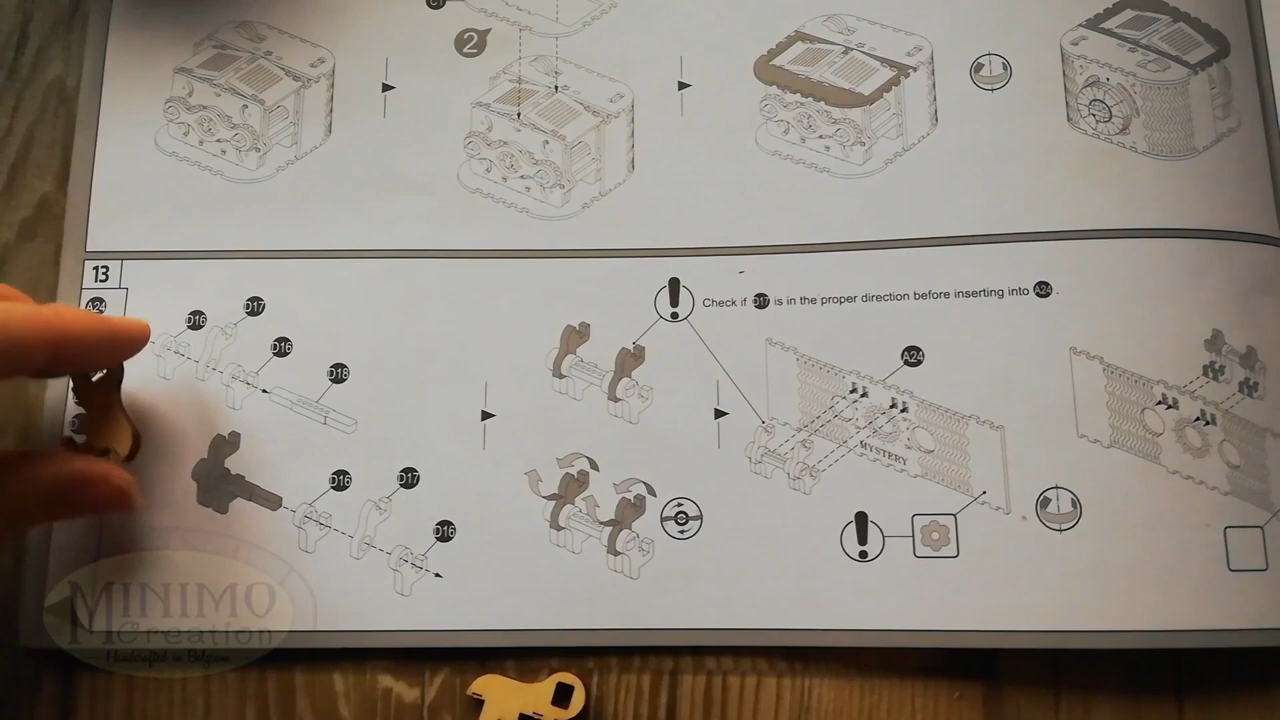 C1
2
13
A24
D16
D17
D16
D18
D16
D17
D16
Check if D17 is in the proper direction before inserting into A24 .
A24
MYSTERY
MINIMO
Creation
Handcrafted in Belgium